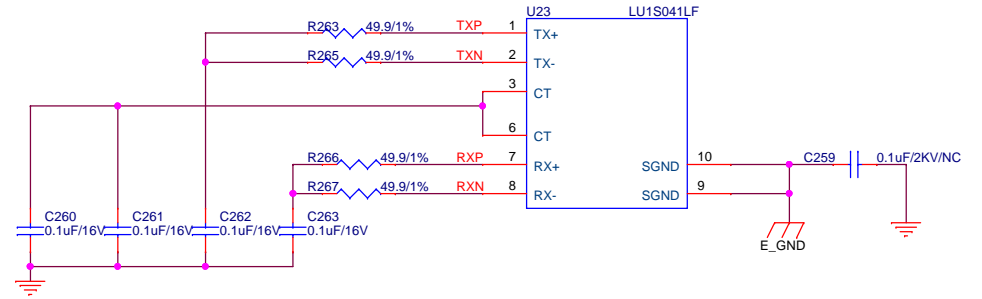 U23 LU1S041LF
R263 49.9/1% TXP 1 TX+
R265 49.9/1% TXN 2 TX-
3 CT
6 CT
R266 49.9/1% RXP 7 RX+ SGND 10 C259 0.1uF/2KV/NC
R267 49.9/1% RXN 8 RX- SGND 9
C260 C261 C262 C263
0.1uF/16V 0.1uF/16V 0.1uF/16V 0.1uF/16V
E_GND